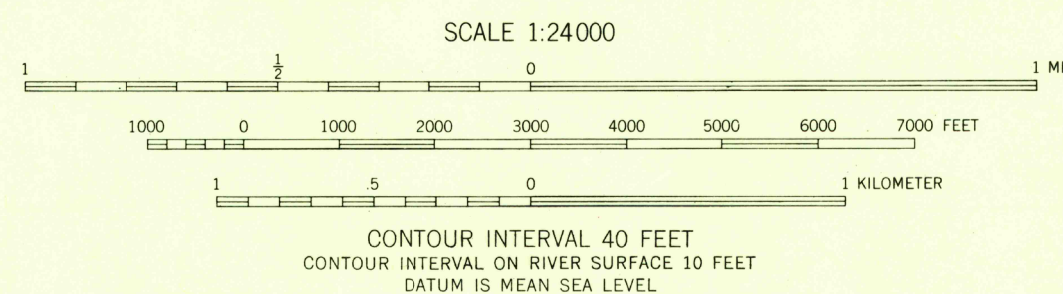 SCALE 1:24000
1 1/2 0 1
1000 0 1000 2000 3000 4000 5000 6000 7000 FEET
1 .5 0 1 KILOMETER
CONTOUR INTERVAL 40 FEET
CONTOUR INTERVAL ON RIVER SURFACE 10 FEET
DATUM IS MEAN SEA LEVEL